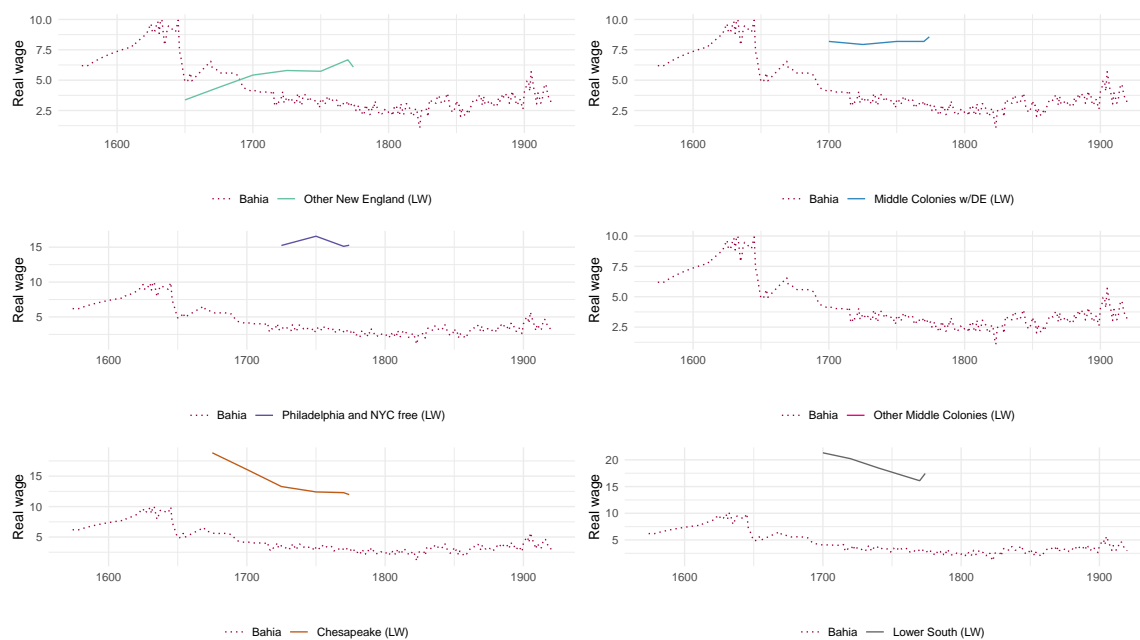 10.0
7.5
5.0
2.5
Real wage
1600
1700
1800
1900
Bahia
Other New England (LW)
10.0
7.5
5.0
2.5
Real wage
1600
1700
1800
1900
Bahia
Middle Colonies w/DE (LW)
15
10
5
Real wage
1600
1700
1800
1900
Bahia
Philadelphia and NYC free (LW)
10.0
7.5
5.0
2.5
Real wage
1600
1700
1800
1900
Bahia
Other Middle Colonies (LW)
15
10
5
Real wage
1600
1700
1800
1900
Bahia
Chesapeake (LW)
20
15
10
5
Real wage
1600
1700
1800
1900
Bahia
Lower South (LW)